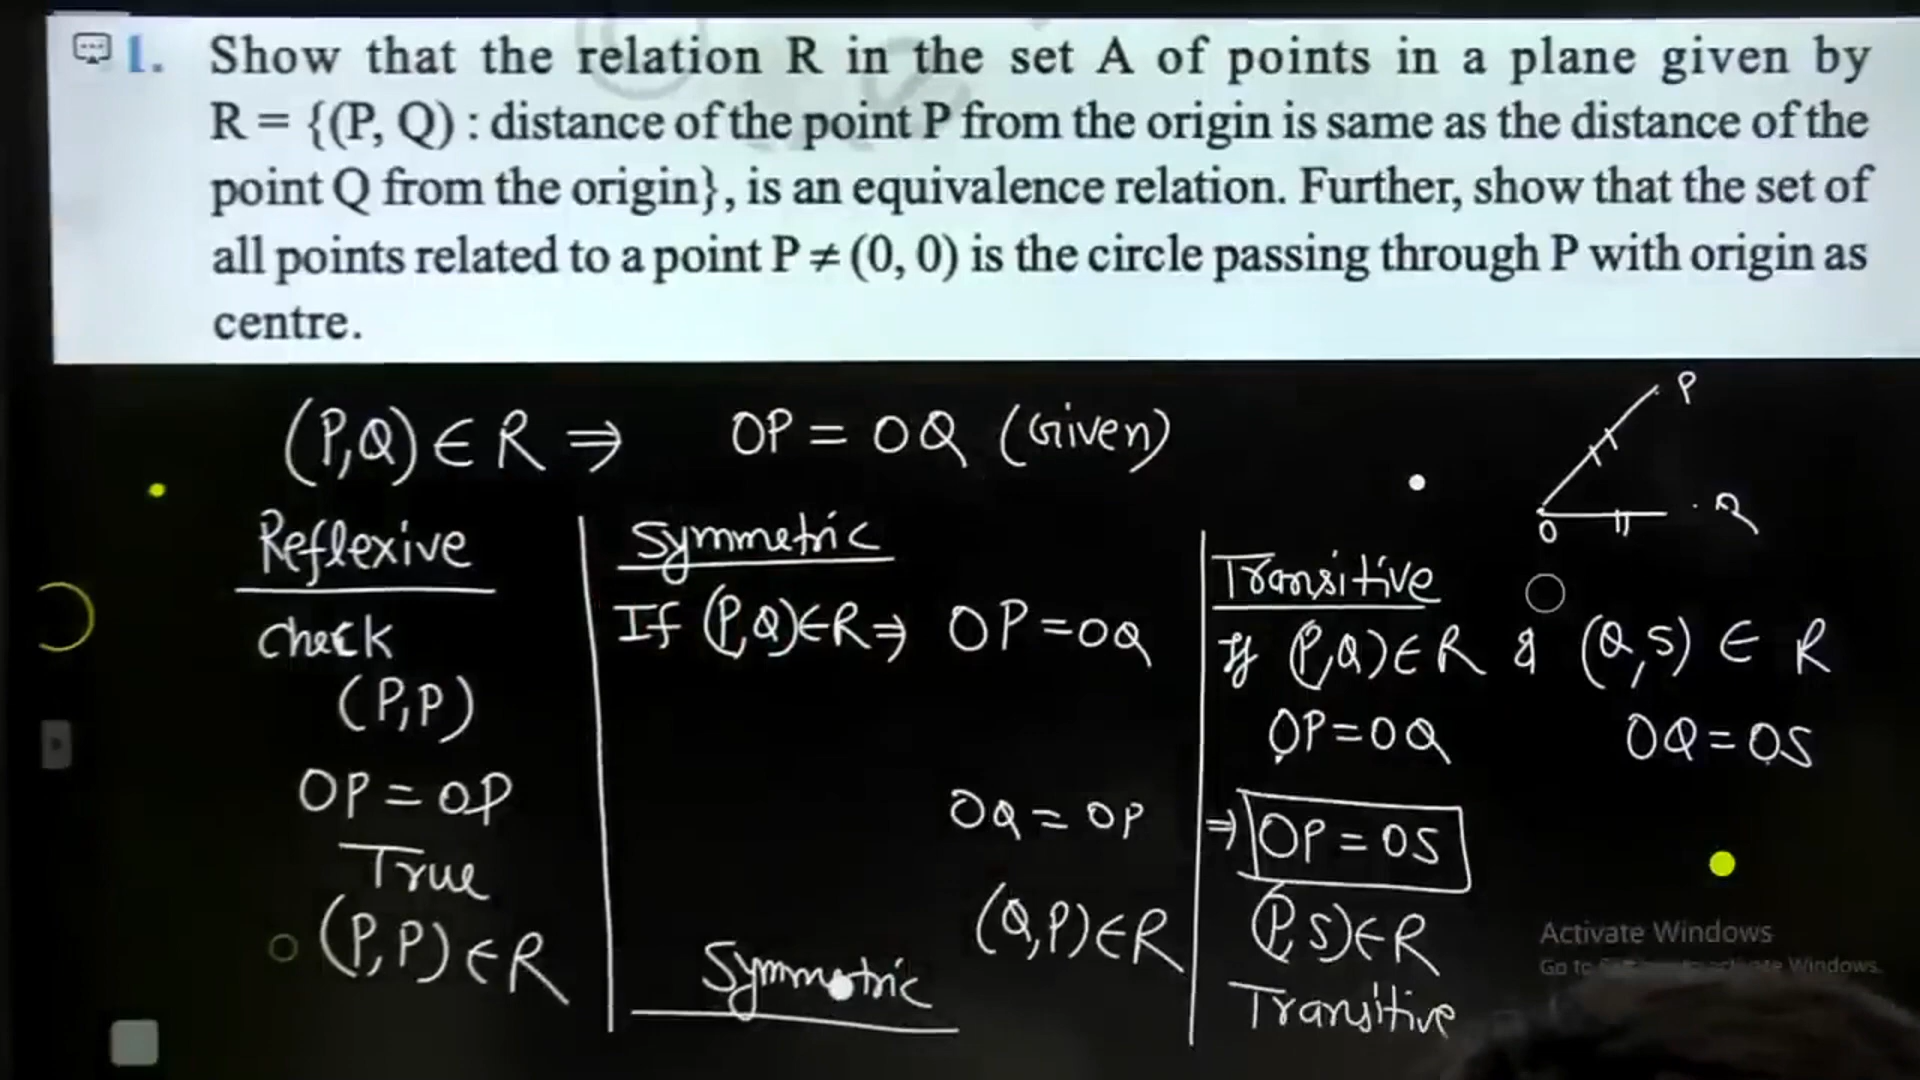 1. Show that the relation R in the set A of points in a plane given by
R = {(P, Q) : distance of the point P from the origin is same as the distance of the
point Q from the origin}, is an equivalence relation. Further, show that the set of
all points related to a point P ≠ (0, 0) is the circle passing through P with origin as
centre.
P
(P,Q) ∈ R ⇒ OP = OQ (Given)
Q
O
Reflexive
check
(P,P)
OP = OP
True
(P,P) ∈ R
Symmetric
If (P,Q) ∈ R ⇒ OP = OQ
OQ = OP
(Q,P) ∈ R
Symmetric
Transitive
If (P,Q) ∈ R & (Q,S) ∈ R
OP = OQ OQ = OS
⇒ OP = OS
(P,S) ∈ R
Transitive
Activate Windows
Go to activate Windows.